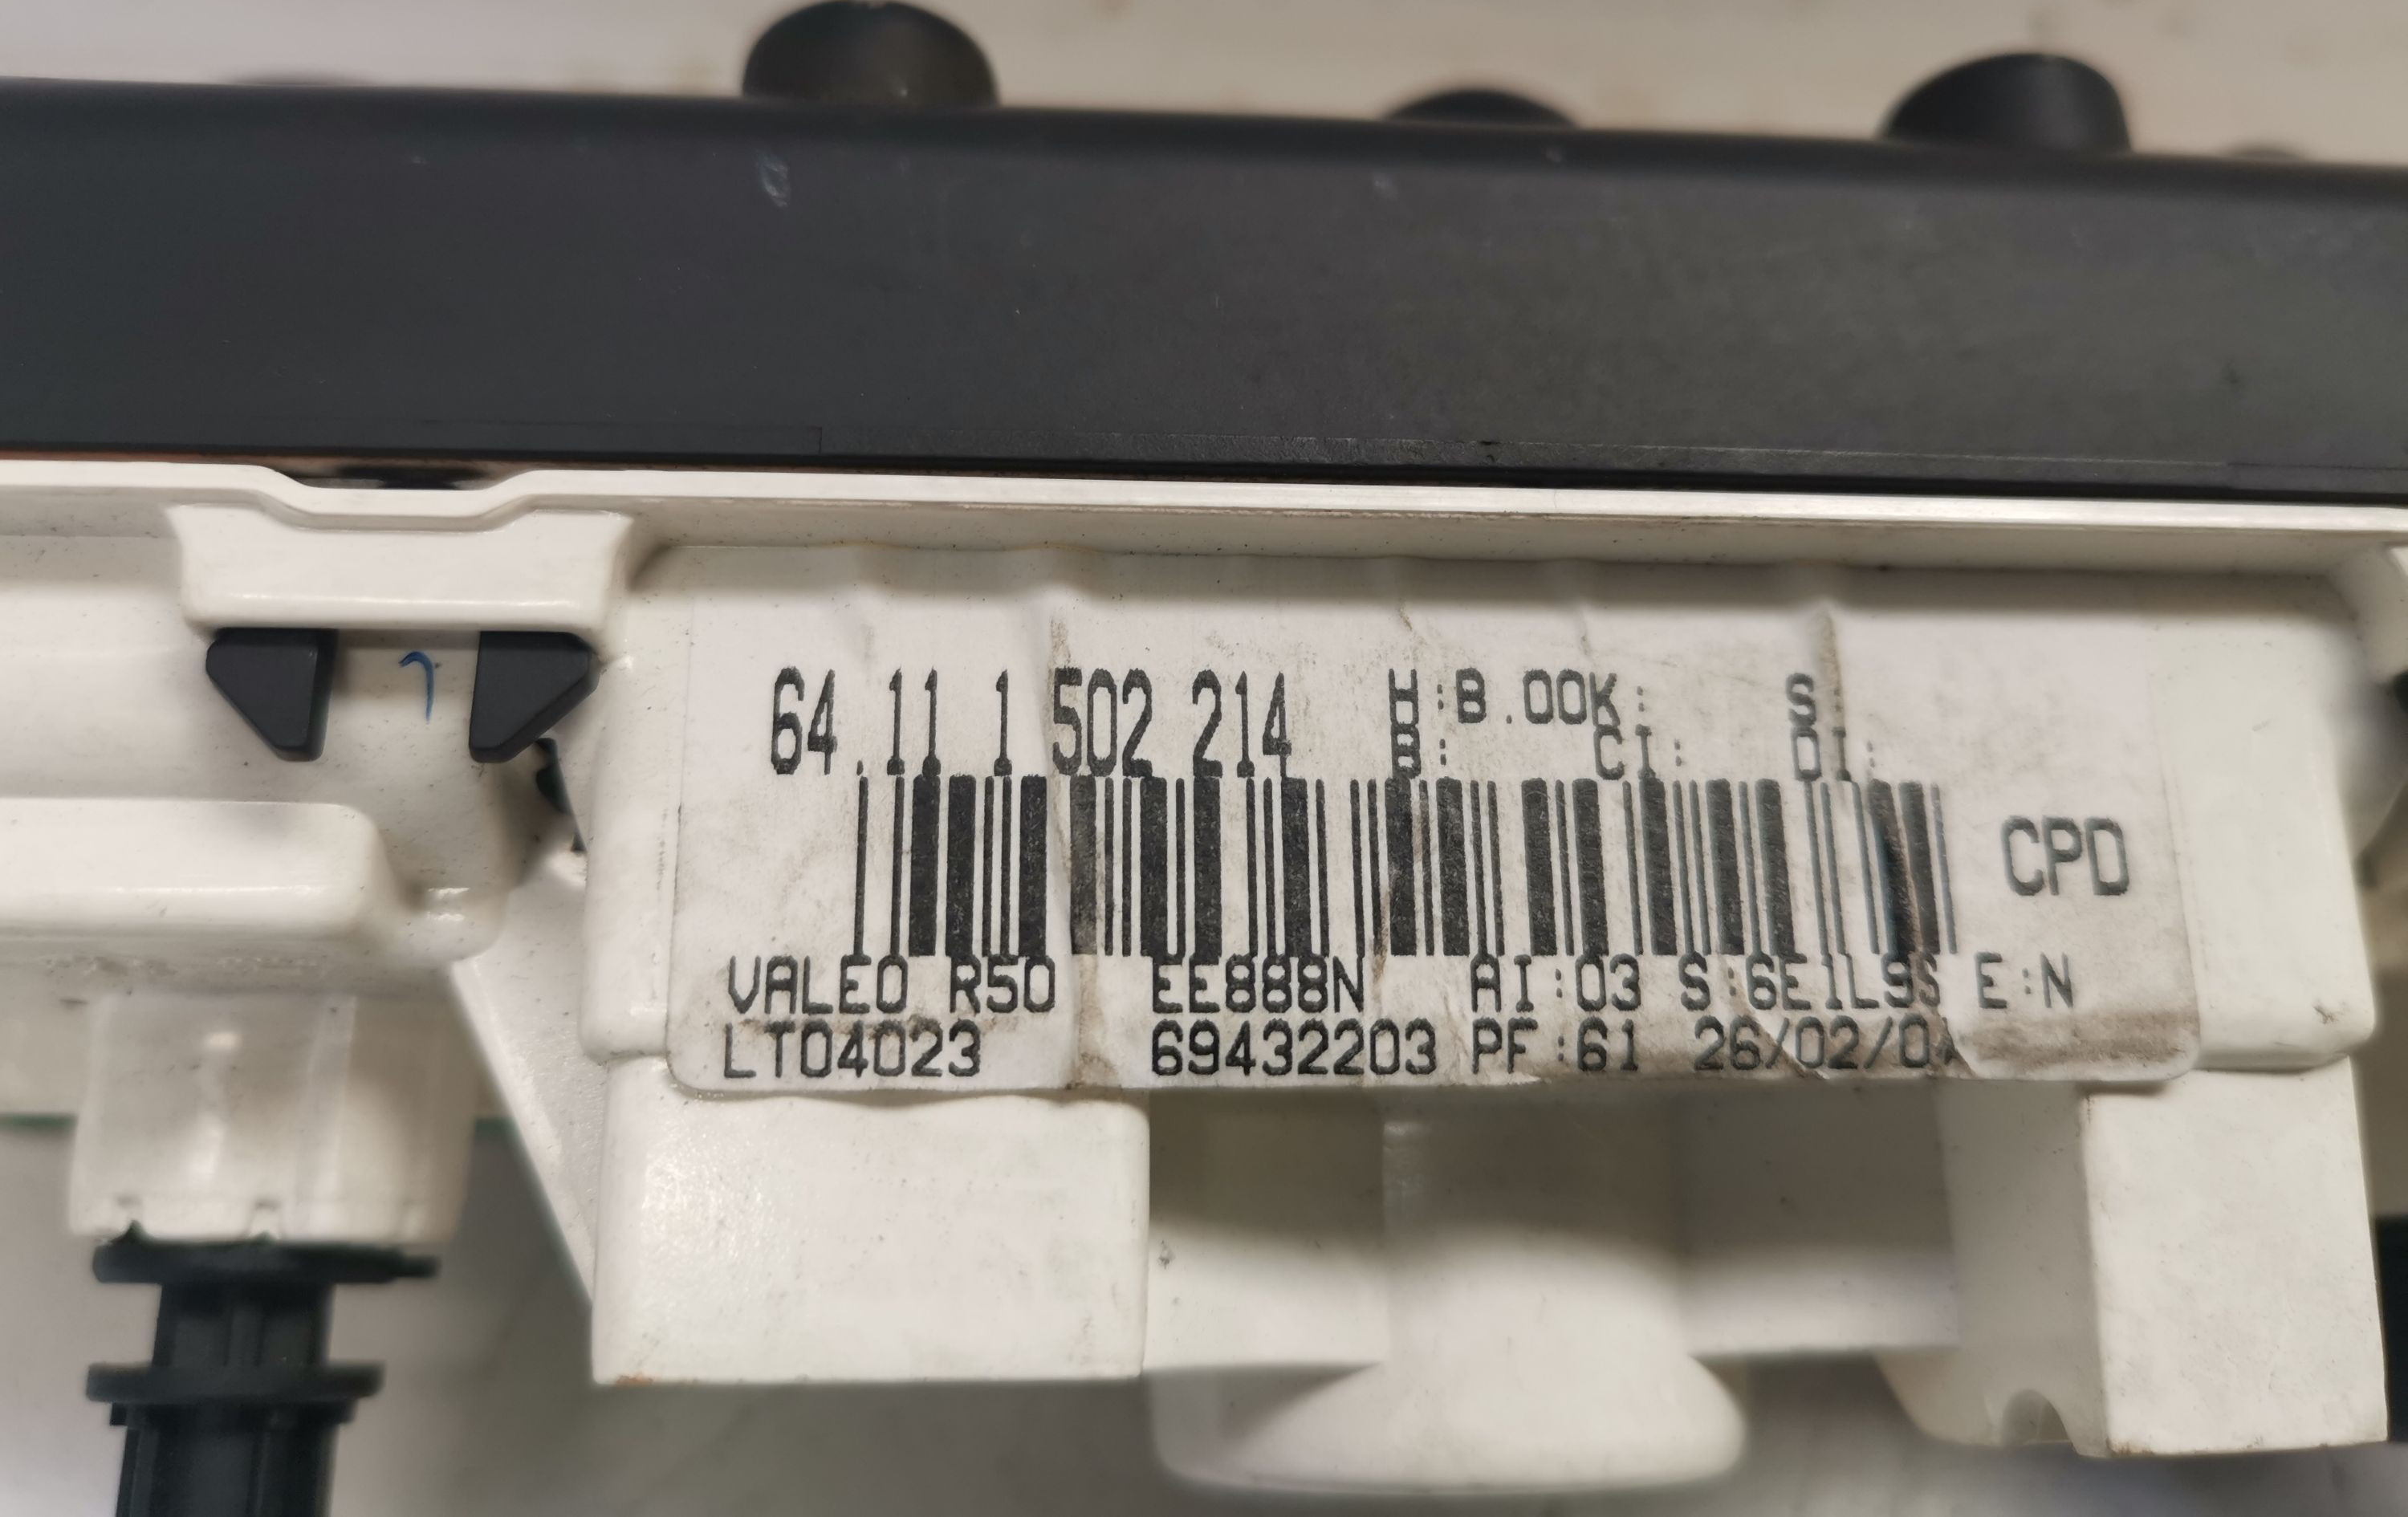 64.11 1 502 214 H:B.00K: S:
B: CI: DI:
CPD
VALEO R50 EE888N AI:03 S:6E1L9S E:N
LT04023 69432203 PF:61 26/02/0